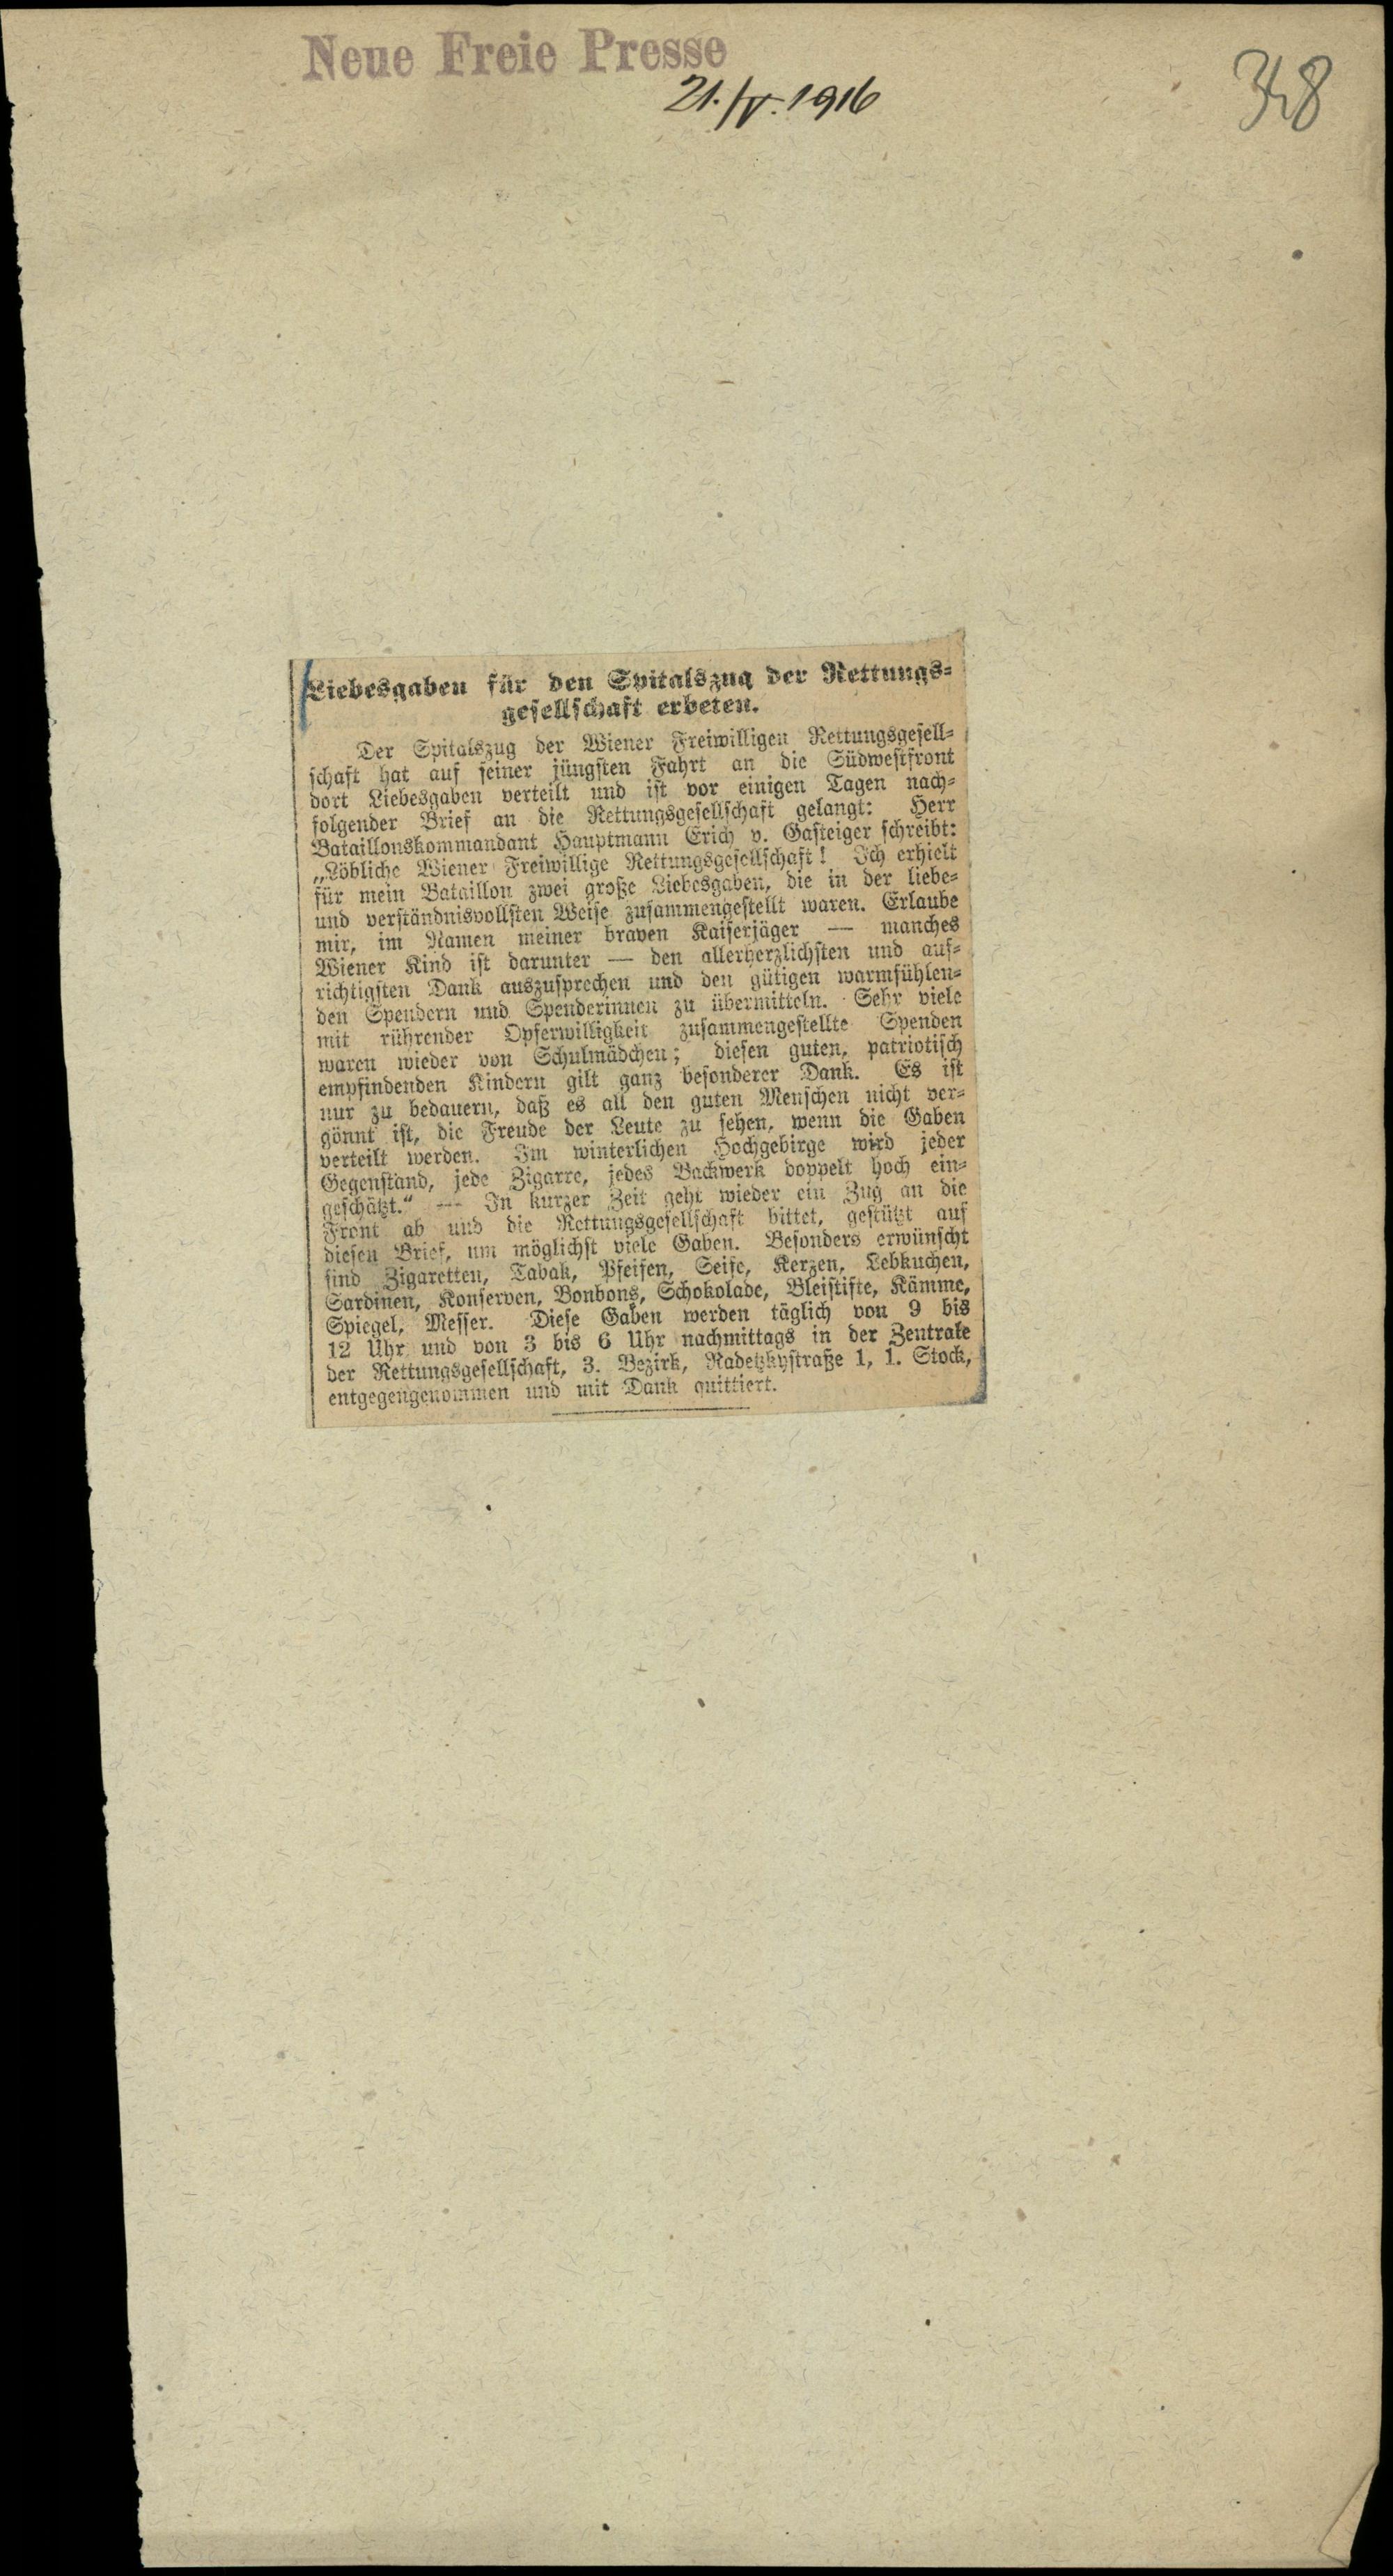 Neue Freie Presse
21./IV. 1916
348
Liebesgaben für den Spitalszug der Rettungs-
gesellschaft erbeten.
Der Spitalszug der Wiener Freiwilligen Rettungsgesell-
schaft hat auf seiner jüngsten Fahrt an die Südwestfront
dort Liebesgaben verteilt und ist vor einigen Tagen nach-
folgender Brief an die Rettungsgesellschaft gelangt: Herr
Bataillonskommandant Hauptmann Erich v. Gasteiger schreibt:
„Löbliche Wiener Freiwillige Rettungsgesellschaft! Ich erhielt
für mein Bataillon zwei große Liebesgaben, die in der liebe-
und verständnisvollsten Weise zusammengestellt waren. Erlaube
mir, im Namen meiner braven Kaiserjäger — manches
Wiener Kind ist darunter — den allerherzlichsten und auf-
richtigsten Dank auszusprechen und den gütigen warmfühlen-
den Spendern und Spenderinnen zu übermitteln. Sehr viele
mit rührender Opferwilligkeit zusammengestellte Spenden
waren wieder von Schulmädchen; diesen guten, patriotisch
empfindenden Kindern gilt ganz besonderer Dank. Es ist
nur zu bedauern, daß es all den guten Menschen nicht ver-
gönnt ist, die Freude der Leute zu sehen, wenn die Gaben
verteilt werden. Im winterlichen Hochgebirge wird jeder
Gegenstand, jede Zigarre, jedes Backwerk doppelt hoch ein-
geschätzt.“ — In kurzer Zeit geht wieder ein Zug an die
Front ab und die Rettungsgesellschaft bittet, gestützt auf
diesen Brief, um möglichst viele Gaben. Besonders erwünscht
sind Zigaretten, Tabak, Pfeifen, Seife, Kerzen, Lebkuchen,
Sardinen, Konserven, Bonbons, Schokolade, Bleistifte, Kämme,
Spiegel, Messer. Diese Gaben werden täglich von 9 bis
12 Uhr und von 3 bis 6 Uhr nachmittags in der Zentrale
der Rettungsgesellschaft, 3. Bezirk, Radetzkystraße 1, 1. Stock,
entgegengenommen und mit Dank quittiert.